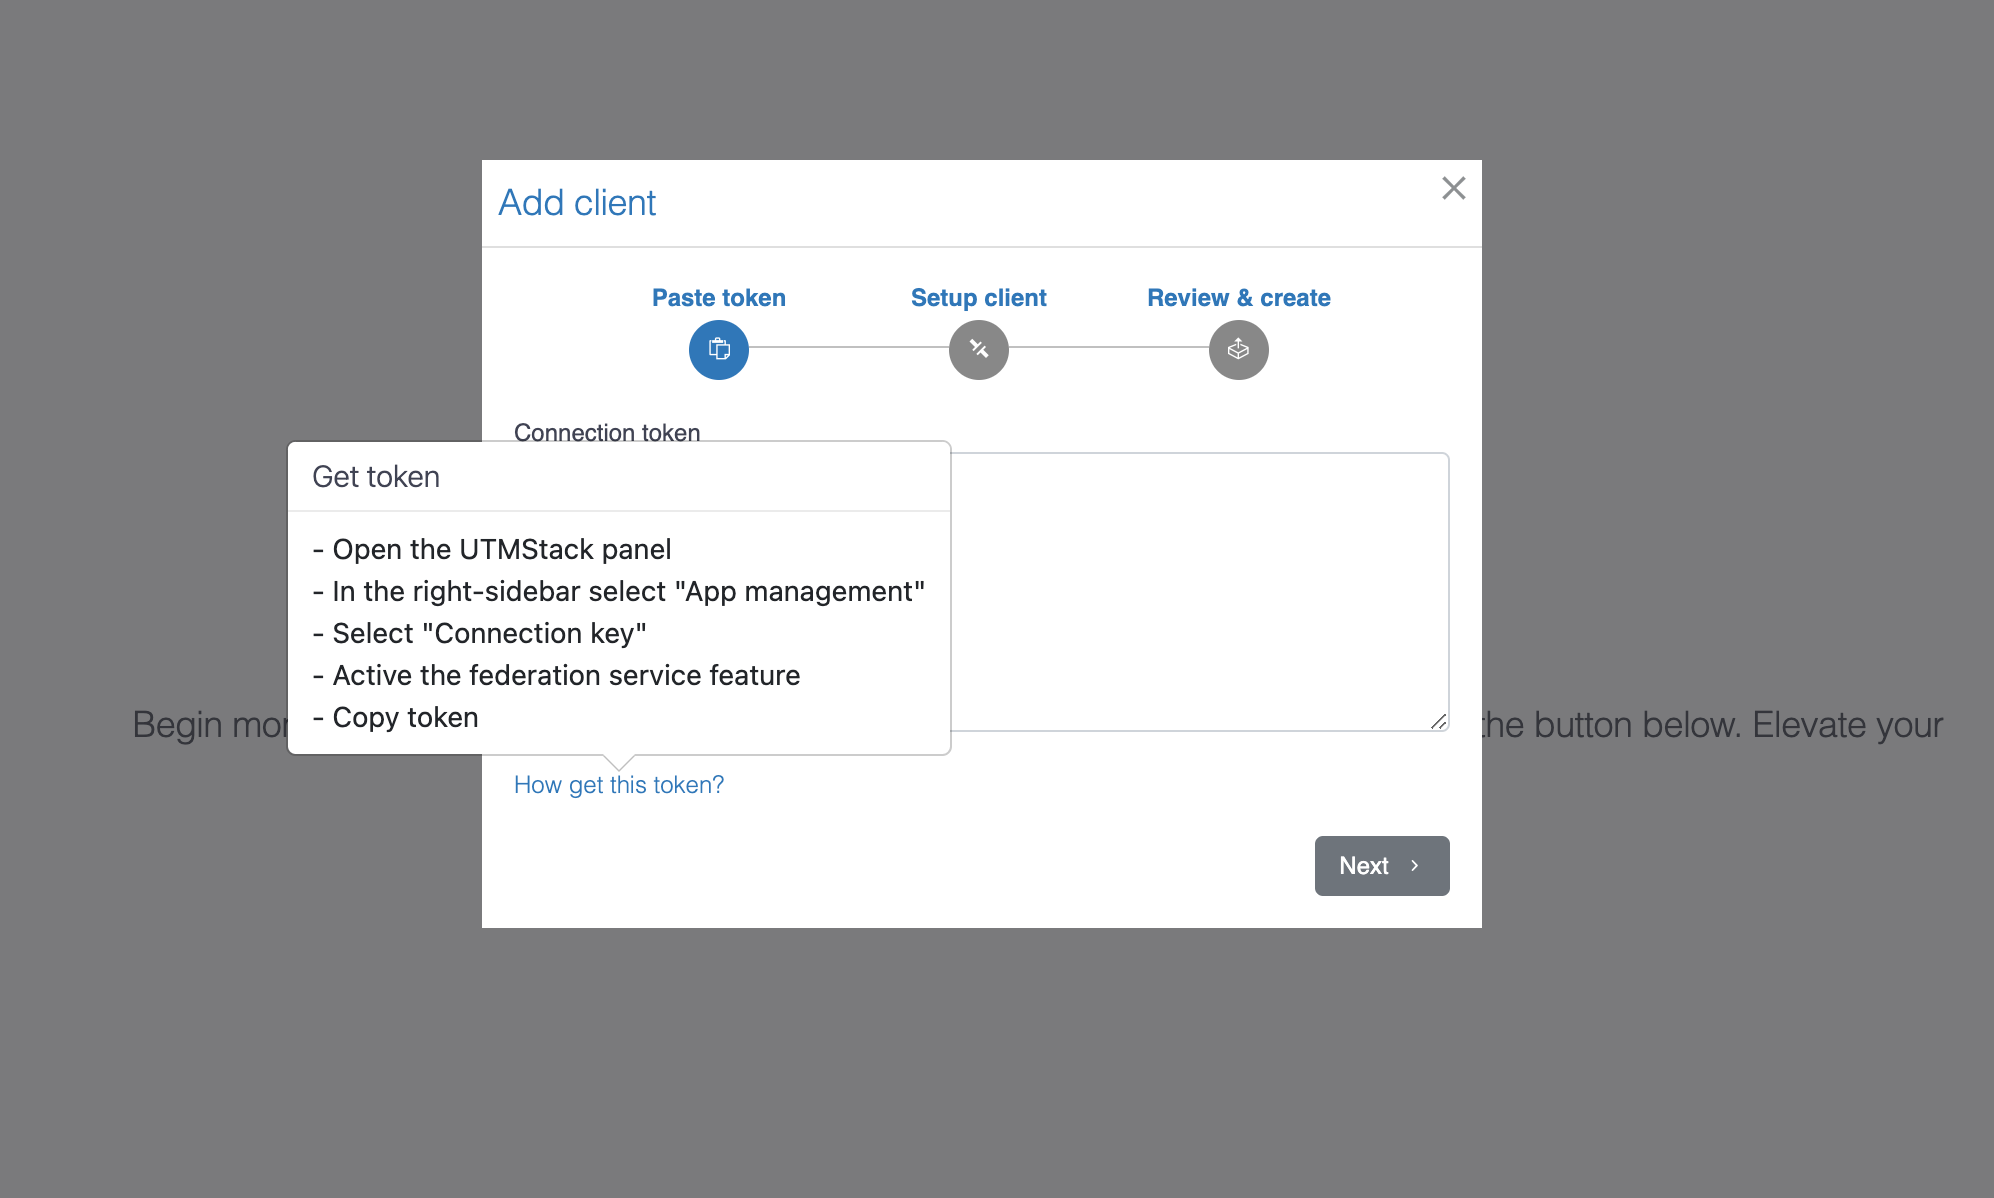 Add client
Paste token
Setup client
Review & create
Connection token
Get token
- Open the UTMStack panel
- In the right-sidebar select "App management"
- Select "Connection key"
- Active the federation service feature
- Copy token
Begin
the button below. Elevate your
How get this token?
Next